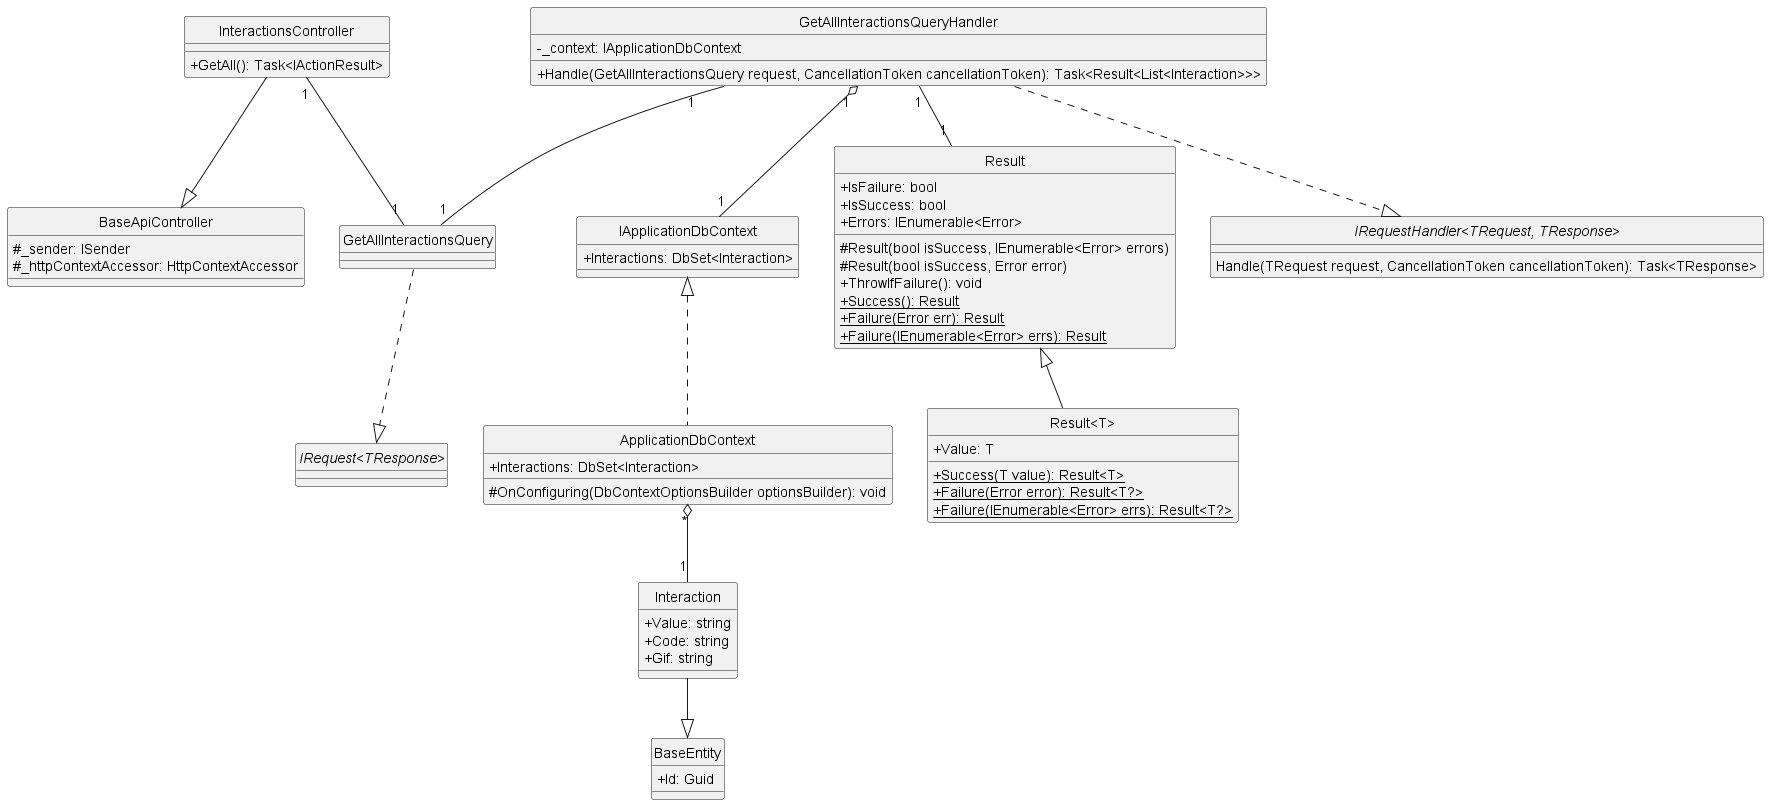 InteractionsController
+GetAll(): Task<IActionResult>
GetAllInteractionsQueryHandler
-_context: IApplicationDbContext
+Handle(GetAllInteractionsQuery request, CancellationToken cancellationToken): Task<Result<List<Interaction>>>
1
1
1
1
1
1
1
1
BaseApiController
#_sender: ISender
#_httpContextAccessor: HttpContextAccessor
GetAllInteractionsQuery
IApplicationDbContext
+Interactions: DbSet<Interaction>
Result
+IsFailure: bool
+IsSuccess: bool
+Errors: IEnumerable<Error>
#Result(bool isSuccess, IEnumerable<Error> errors)
#Result(bool isSuccess, Error error)
+ThrowIfFailure(): void
+Success(): Result
+Failure(Error err): Result
+Failure(IEnumerable<Error> errs): Result
IRequestHandler<TRequest, TResponse>
Handle(TRequest request, CancellationToken cancellationToken): Task<TResponse>
IRequest<TResponse>
ApplicationDbContext
+Interactions: DbSet<Interaction>
#OnConfiguring(DbContextOptionsBuilder optionsBuilder): void
Result<T>
+Value: T
+Success(T value): Result<T>
+Failure(Error error): Result<T?>
+Failure(IEnumerable<Error> errs): Result<T?>
*
1
Interaction
+Value: string
+Code: string
+Gif: string
BaseEntity
+Id: Guid